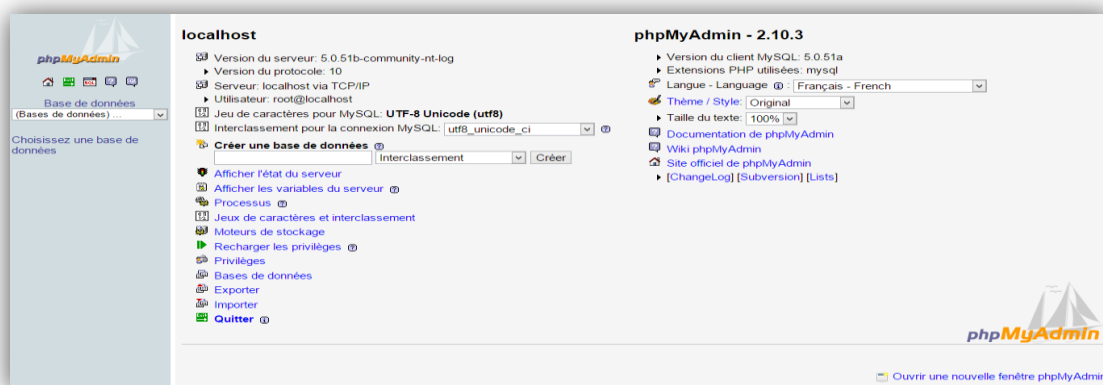 phpMyAdmin
Base de données
(Bases de données) ...
Choisissez une base de
données
localhost
Version du serveur: 5.0.51b-community-nt-log
Version du protocole: 10
Serveur: localhost via TCP/IP
Utilisateur: root@localhost
Jeu de caractères pour MySQL: UTF-8 Unicode (utf8)
Interclassement pour la connexion MySQL: utf8_unicode_ci
Créer une base de données
Interclassement Créer
Afficher l'état du serveur
Afficher les variables du serveur
Processus
Jeux de caractères et interclassement
Moteurs de stockage
Recharger les privilèges
Privilèges
Bases de données
Exporter
Importer
Quitter
phpMyAdmin - 2.10.3
Version du client MySQL: 5.0.51a
Extensions PHP utilisées: mysql
Langue - Language : Français - French
Thème / Style: Original
Taille du texte: 100%
Documentation de phpMyAdmin
Wiki phpMyAdmin
Site officiel de phpMyAdmin
[ChangeLog] [Subversion] [Lists]
phpMyAdmin
Ouvrir une nouvelle fenêtre phpMyAdmin